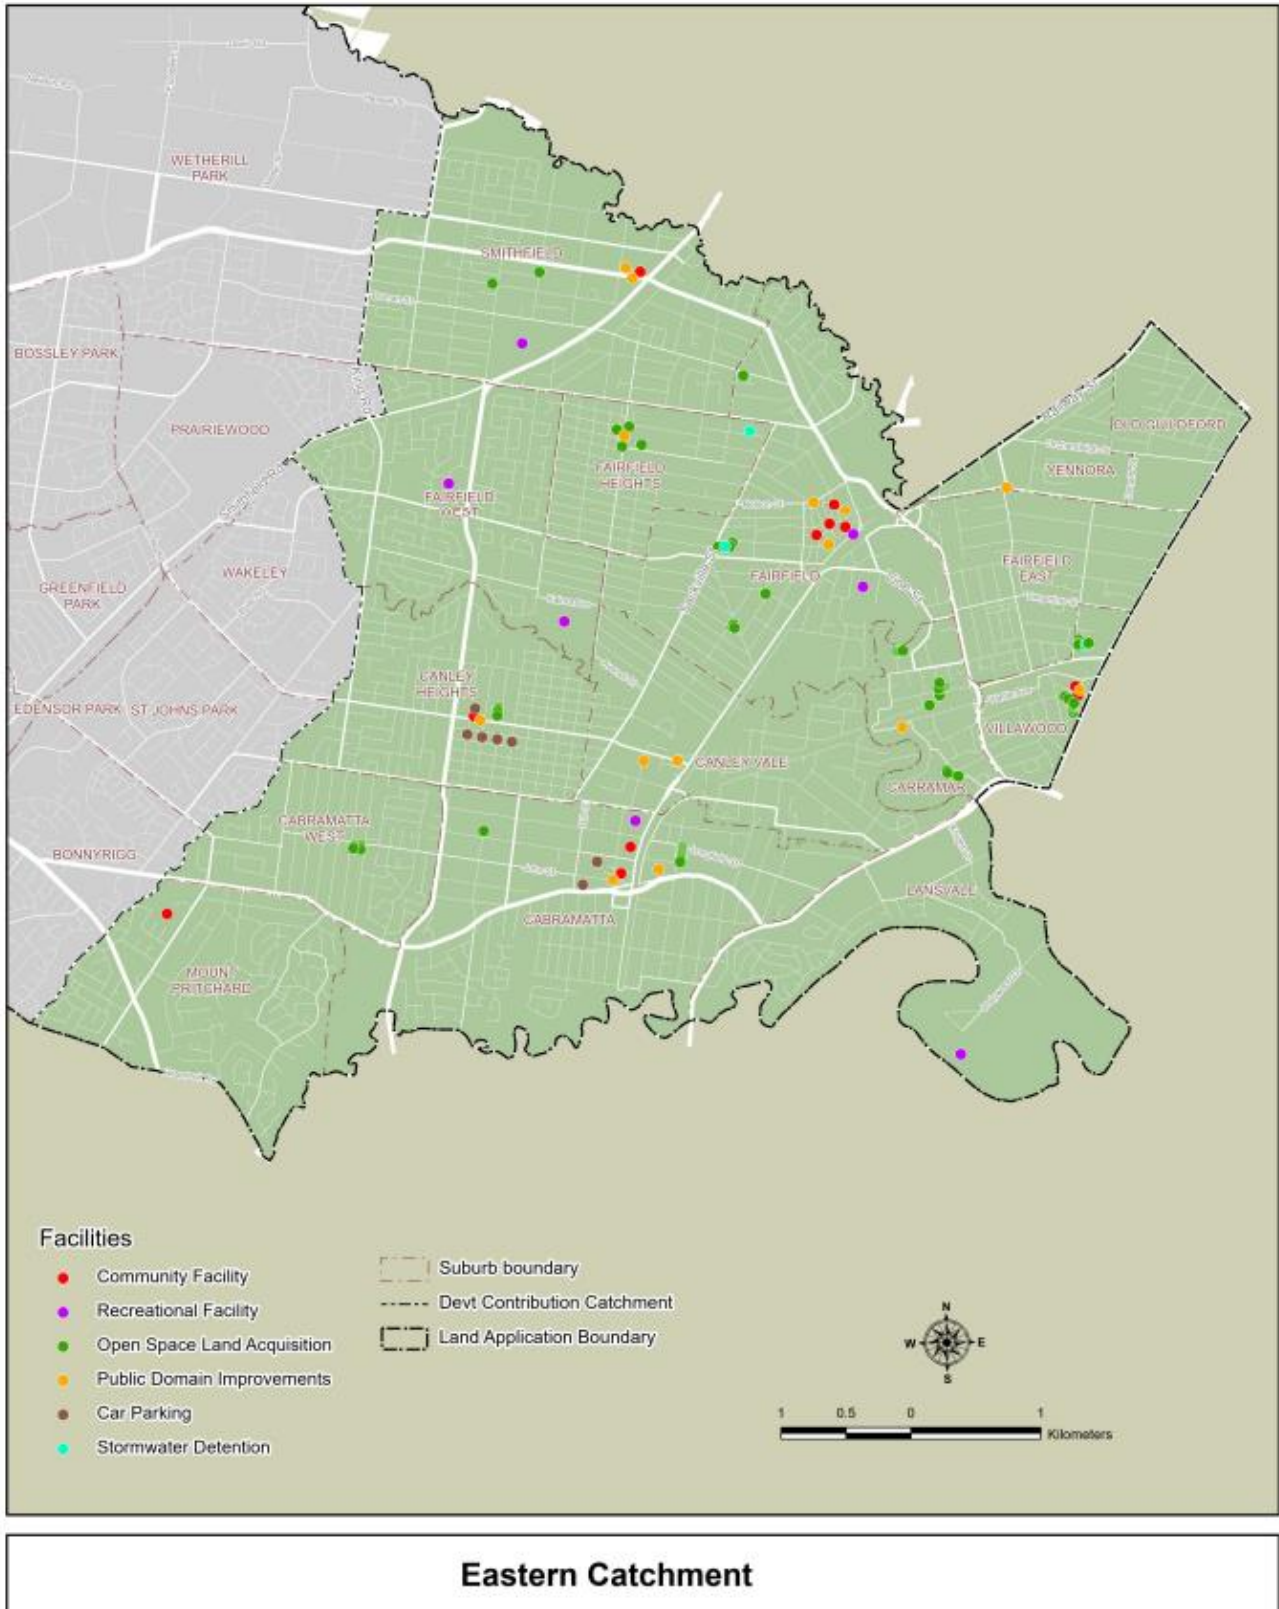 WETHERILL
PARK
SMITHFIELD
BOSSLEY PARK
PRAIRIEWOOD
OLD GUILDFORD
YENNORA
FAIRFIELD
HEIGHTS
FAIRFIELD
WEST
FAIRFIELD
EAST
FAIRFIELD
GREENFIELD
PARK
WAKELEY
CANLEY
HEIGHTS
EDENSOR PARK
ST JOHNS PARK
VILLAWOOD
CANLEY VALE
CARRAMAR
CABRAMATTA
WEST
BONNYRIGG
LANSVALE
CABRAMATTA
MOUNT
PRITCHARD
Facilities
Community Facility
Recreational Facility
Open Space Land Acquisition
Public Domain Improvements
Car Parking
Stormwater Detention
Suburb boundary
Devt Contribution Catchment
Land Application Boundary
N
W
E
S
1 0.5 0 1
Kilometers
Eastern Catchment